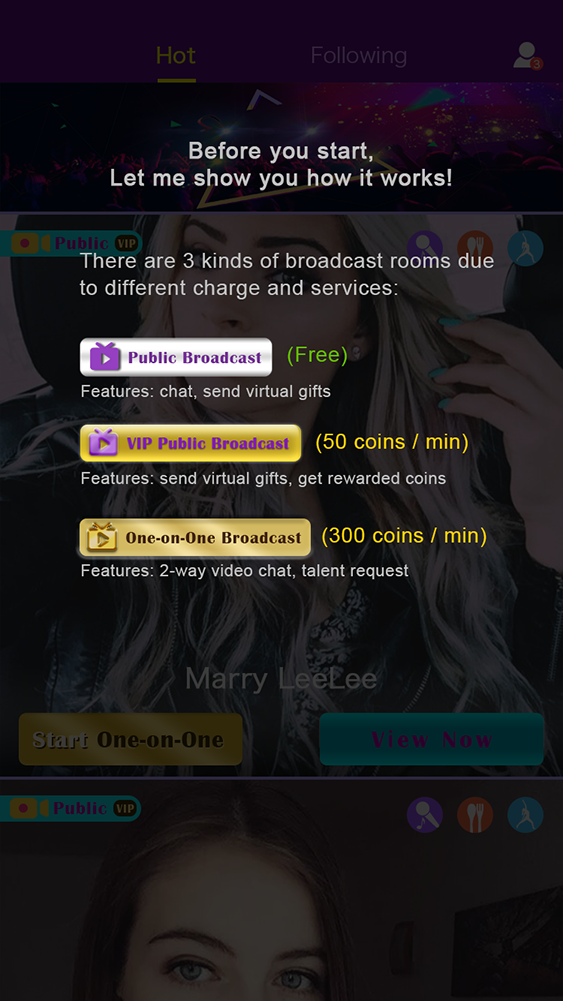 Hot
Following
3
Before you start,
Let me show you how it works!
Public VIP
There are 3 kinds of broadcast rooms due
to different charge and services:
Public Broadcast (Free)
Features: chat, send virtual gifts
VIP Public Broadcast (50 coins / min)
Features: send virtual gifts, get rewarded coins
One-on-One Broadcast (300 coins / min)
Features: 2-way video chat, talent request
Marry LeeLee
Start One-on-One
View Now
Public VIP